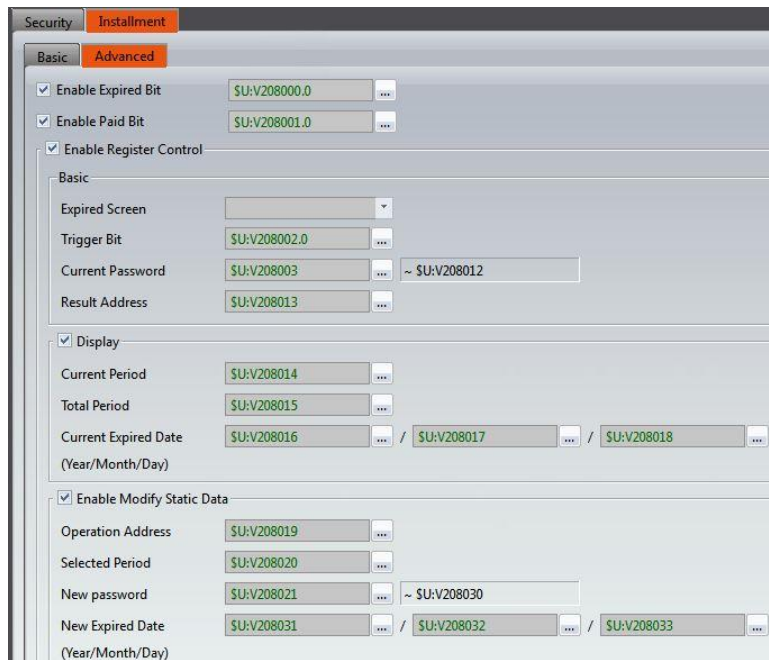 Security Installment
Basic Advanced
Enable Expired Bit $U:V208000.0 ...
Enable Paid Bit $U:V208001.0 ...
Enable Register Control
Basic
Expired Screen
Trigger Bit $U:V208002.0 ...
Current Password $U:V208003 ... ~ $U:V208012
Result Address $U:V208013 ...
Display
Current Period $U:V208014 ...
Total Period $U:V208015 ...
Current Expired Date $U:V208016 ... / $U:V208017 ... / $U:V208018 ...
(Year/Month/Day)
Enable Modify Static Data
Operation Address $U:V208019 ...
Selected Period $U:V208020 ...
New password $U:V208021 ... ~ $U:V208030
New Expired Date $U:V208031 ... / $U:V208032 ... / $U:V208033 ...
(Year/Month/Day)